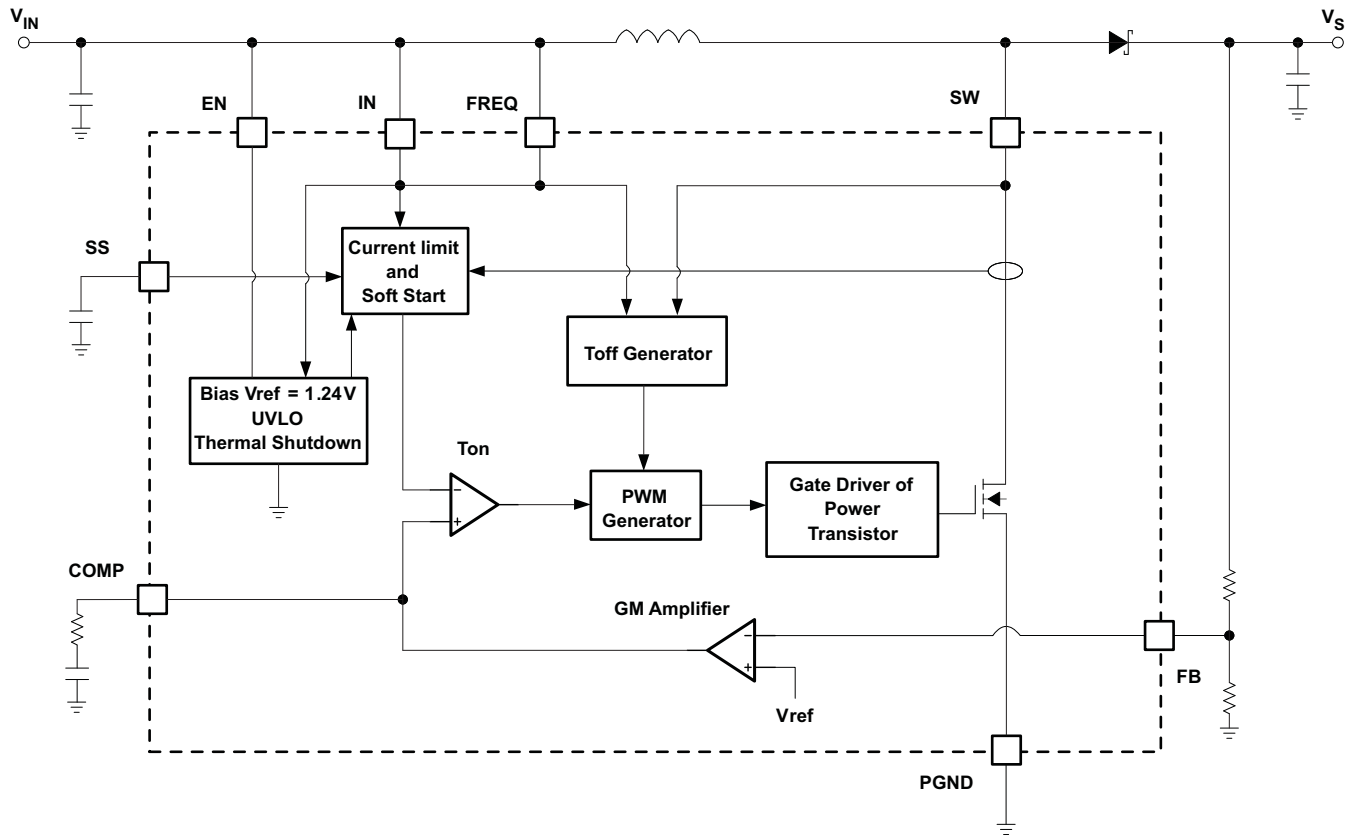 VIN
VS
EN
IN
FREQ
SW
SS
Current limit
and
Soft Start
Toff Generator
Bias Vref = 1.24V
UVLO
Thermal Shutdown
Ton
PWM
Generator
Gate Driver of
Power
Transistor
COMP
GM Amplifier
FB
Vref
PGND